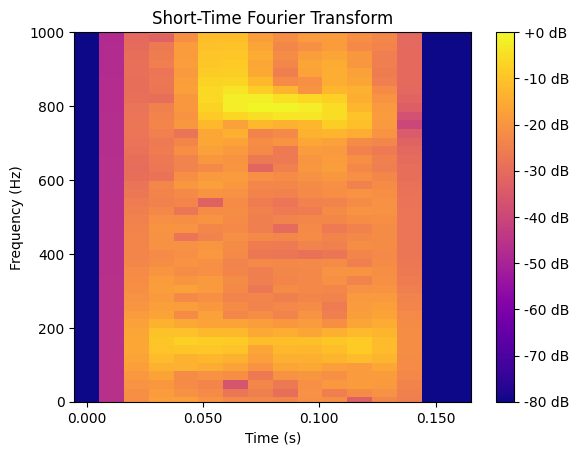 Short-Time Fourier Transform
1000
800
600
400
200
0
Frequency (Hz)
0.000
0.050
0.100
0.150
Time (s)
+0 dB
-10 dB
-20 dB
-30 dB
-40 dB
-50 dB
-60 dB
-70 dB
-80 dB